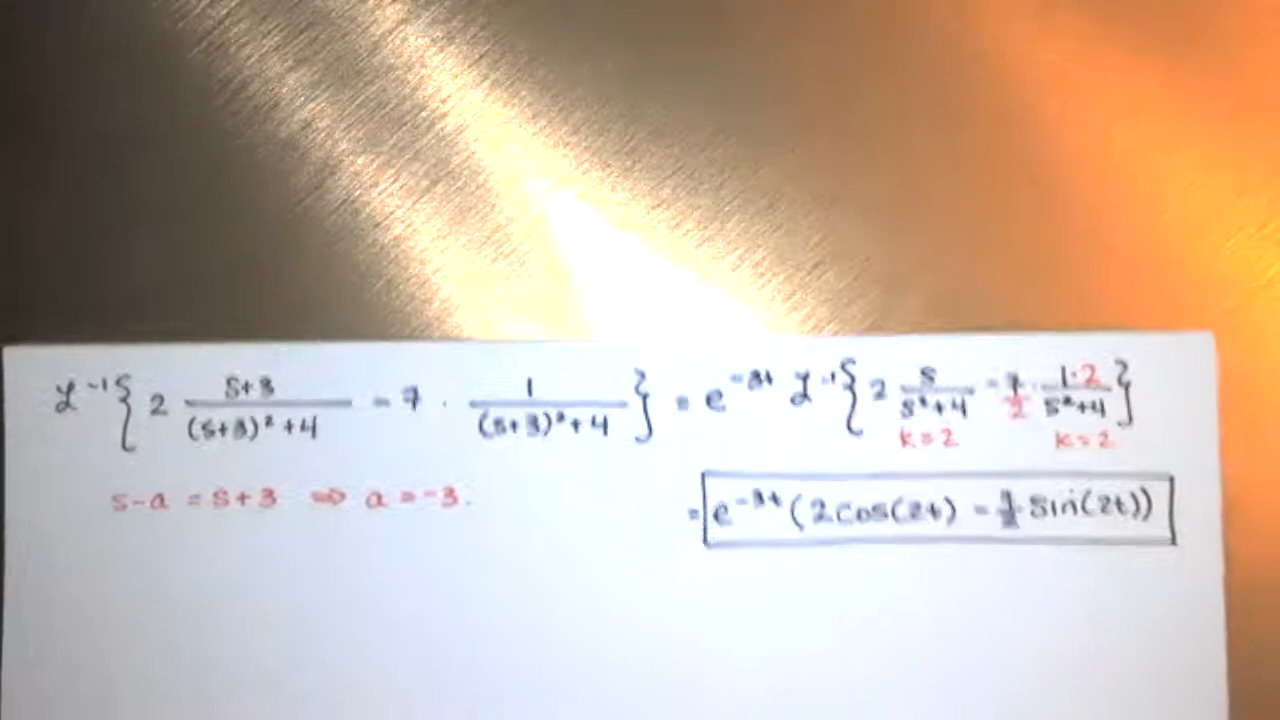 ℒ⁻¹{2 (s+3)/((s+3)²+4) - 7 · 1/((s+3)²+4)} = e⁻³ᵗ ℒ⁻¹{2 s/(s²+4) - 7/2 · 1·2/(s²+4)}
k=2 k=2
s-a = s+3 ⇒ a = -3.
= e⁻³ᵗ (2cos(2t) - 7/2 sin(2t))